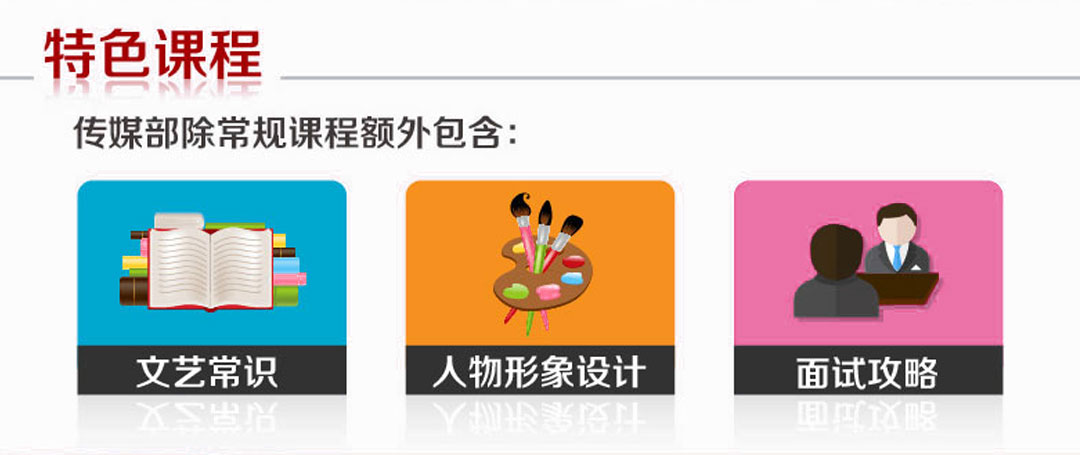 特色课程
传媒部除常规课程额外包含：
文艺常识
人物形象设计
面试攻略